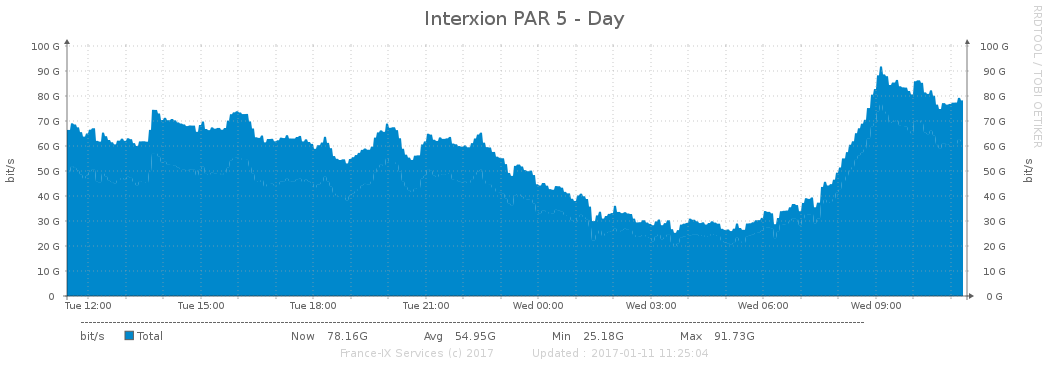 Interxion PAR 5 - Day
RRDTOOL / TOBI OETIKER
bit/s
100 G 100 G
90 G 90 G
80 G 80 G
70 G 70 G
60 G 60 G
50 G 50 G
40 G 40 G
30 G 30 G
20 G 20 G
10 G 10 G
0 0 G
bit/s
Tue 12:00 Tue 15:00 Tue 18:00 Tue 21:00 Wed 00:00 Wed 03:00 Wed 06:00 Wed 09:00
bit/s Total Now 78.16G Avg 54.95G Min 25.18G Max 91.73G
France-IX Services (c) 2017 Updated : 2017-01-11 11:25:04